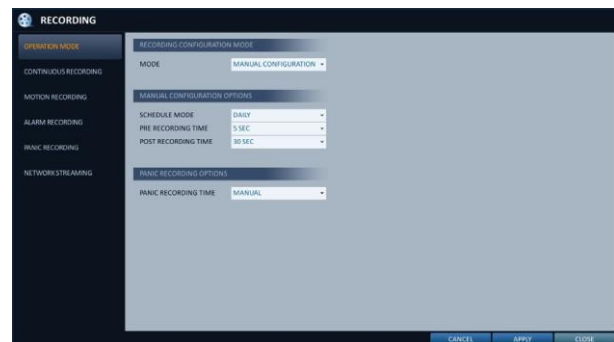 RECORDING
OPERATION MODE
CONTINUOUS RECORDING
MOTION RECORDING
ALARM RECORDING
PANIC RECORDING
NETWORK STREAMING
RECORDING CONFIGURATION MODE
MODE MANUAL CONFIGURATION
MANUAL CONFIGURATION OPTIONS
SCHEDULE MODE DAILY
PRE RECORDING TIME 5 SEC
POST RECORDING TIME 30 SEC
PANIC RECORDING OPTIONS
PANIC RECORDING TIME MANUAL
CANCEL APPLY CLOSE